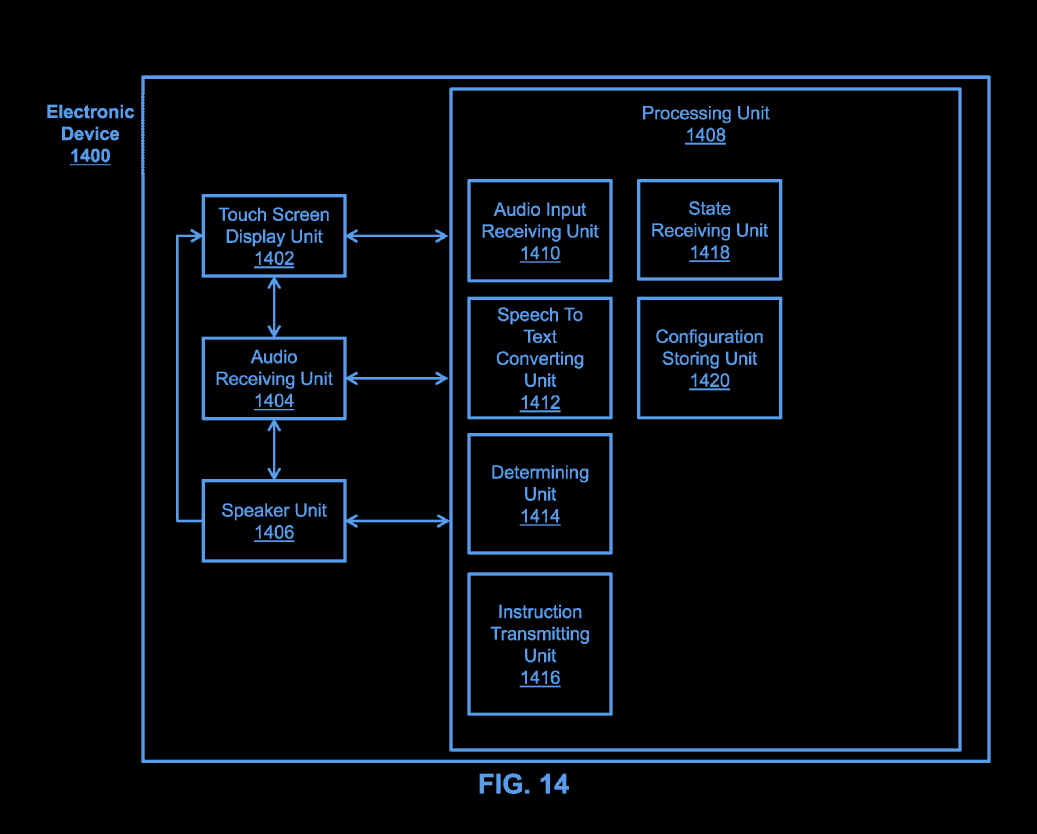 Electronic
Device
1400
Processing Unit
1408
Touch Screen
Display Unit
1402
Audio
Receiving Unit
1404
Speaker Unit
1406
Audio Input
Receiving Unit
1410
State
Receiving Unit
1418
Speech To
Text
Converting
Unit
1412
Configuration
Storing Unit
1420
Determining
Unit
1414
Instruction
Transmitting
Unit
1416
FIG. 14